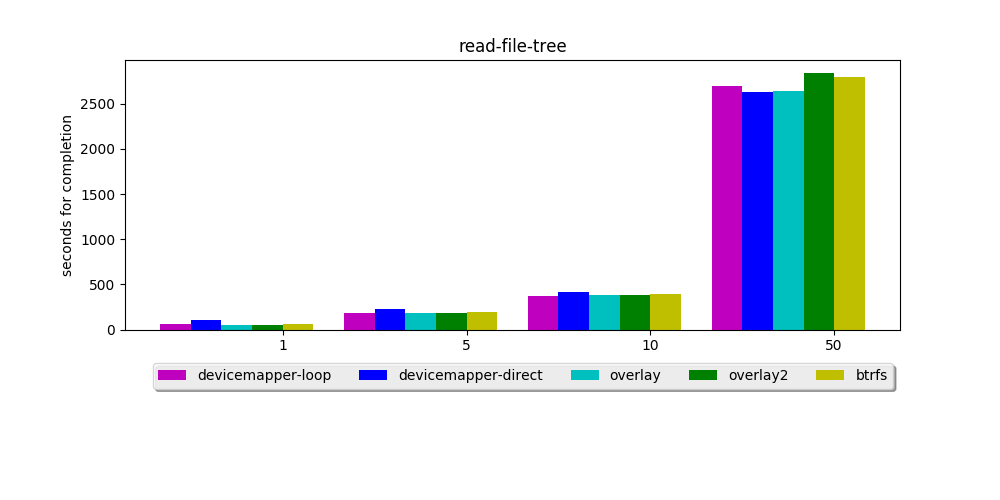 read-file-tree
seconds for completion
2500
2000
1500
1000
500
0
1 5 10 50
devicemapper-loop devicemapper-direct overlay overlay2 btrfs